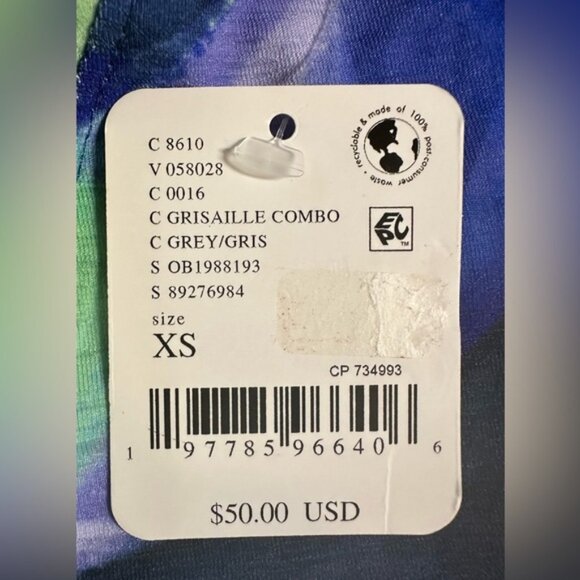 C 8610
V 058028
C 0016
C GRISAILLE COMBO
C GREY/GRIS
S OB1988193
S 89276984
size
XS
recyclable & made of 100% post-consumer waste •
EPC™
CP 734993
1 97785 96640 6
$50.00 USD